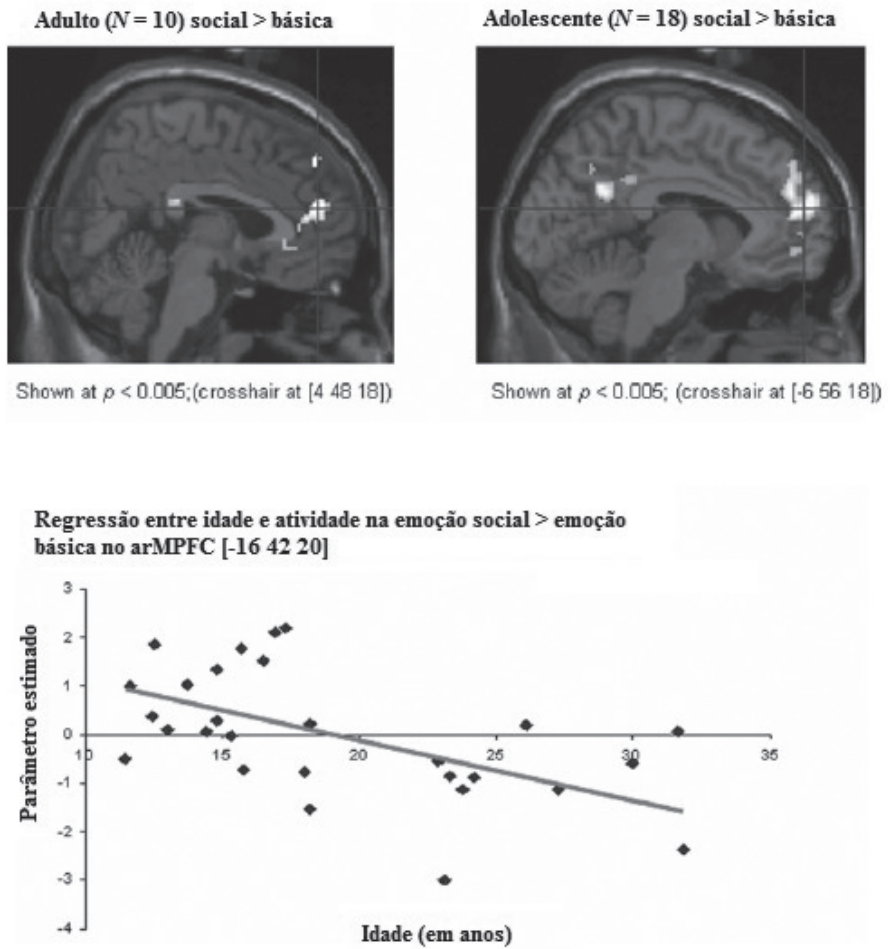 Adulto (N = 10) social > básica
Adolescente (N = 18) social > básica
Shown at p < 0.005;(crosshair at [4 48 18])
Shown at p < 0.005; (crosshair at [-6 56 18])
Regressão entre idade e atividade na emoção social > emoção
básica no arMPFC [-16 42 20]
Parâmetro estimado
3
2
1
0
-1
-2
-3
-4
10
15
20
25
30
35
Idade (em anos)